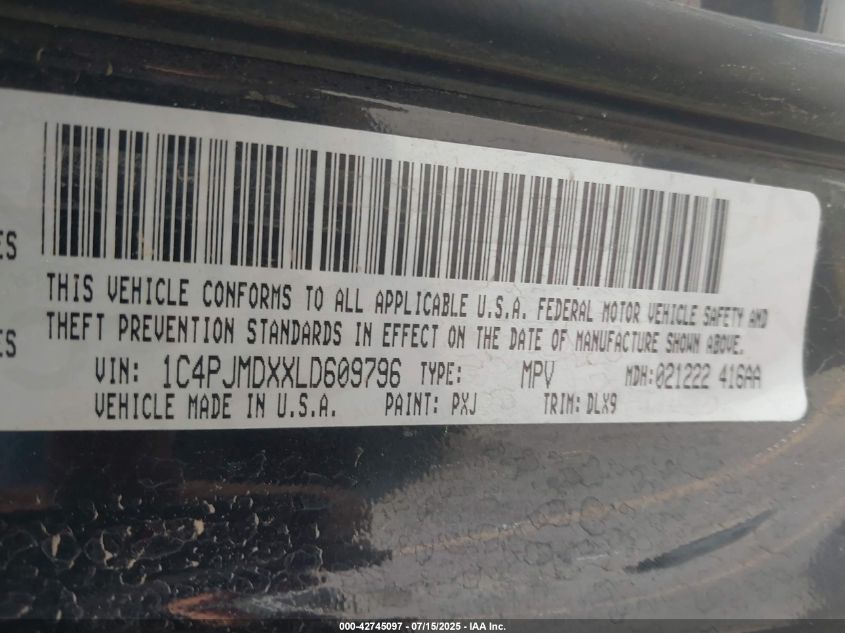 ES
THIS VEHICLE CONFORMS TO ALL APPLICABLE U.S.A. FEDERAL MOTOR VEHICLE SAFETY AND
ES
THEFT PREVENTION STANDARDS IN EFFECT ON THE DATE OF MANUFACTURE SHOWN ABOVE.
VIN: 1C4PJMDXXLD609796 TYPE: MPV MDH:021222 416AA
VEHICLE MADE IN U.S.A. PAINT: PXJ TRIM: DLX9
000-42745097 - 07/15/2025 - IAA Inc.